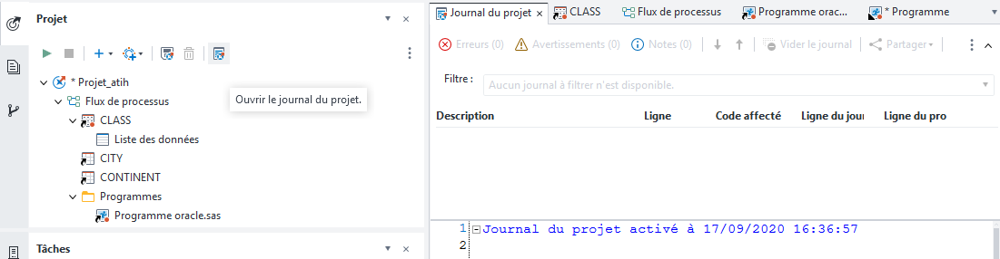 Projet
* Projet_atih
Flux de processus
Ouvrir le journal du projet.
CLASS
Liste des données
CITY
CONTINENT
Programmes
Programme oracle.sas
Tâches
Journal du projet
CLASS
Flux de processus
Programme orac...
* Programme
Erreurs (0)
Avertissements (0)
Notes (0)
Vider le journal
Partager
Filtre :
Aucun journal à filtrer n'est disponible.
Description Ligne Code affecté Ligne du jour Ligne du pro
1 Journal du projet activé à 17/09/2020 16:36:57
2